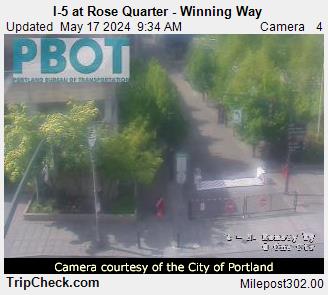 I-5 at Rose Quarter - Winning Way
Updated May 17 2024 9:34 AM Camera 4
PBOT
PORTLAND BUREAU OF TRANSPORTATION
Camera courtesy of the City of Portland
TripCheck.com Milepost302.00